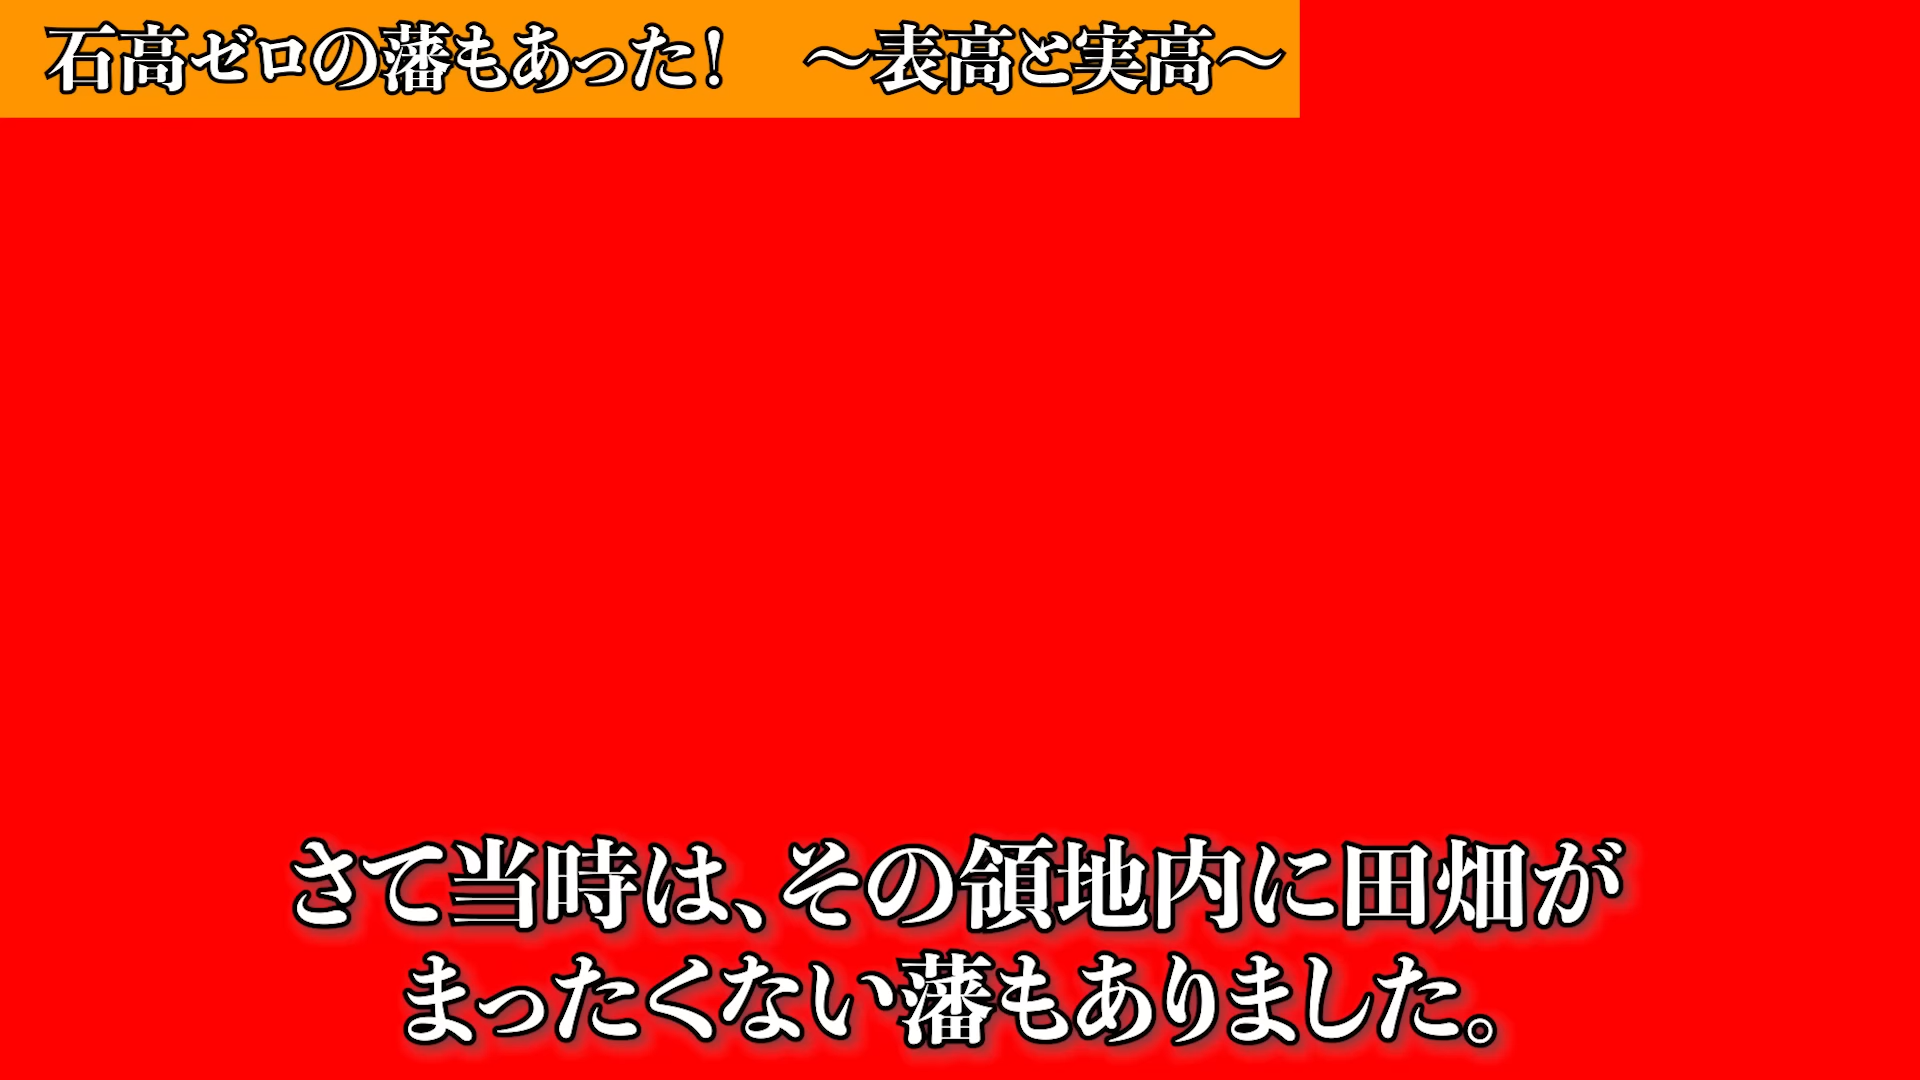 石高ゼロの藩もあった！　～表高と実高～
さて当時は、その領地内に田畑が
まったくない藩もありました。